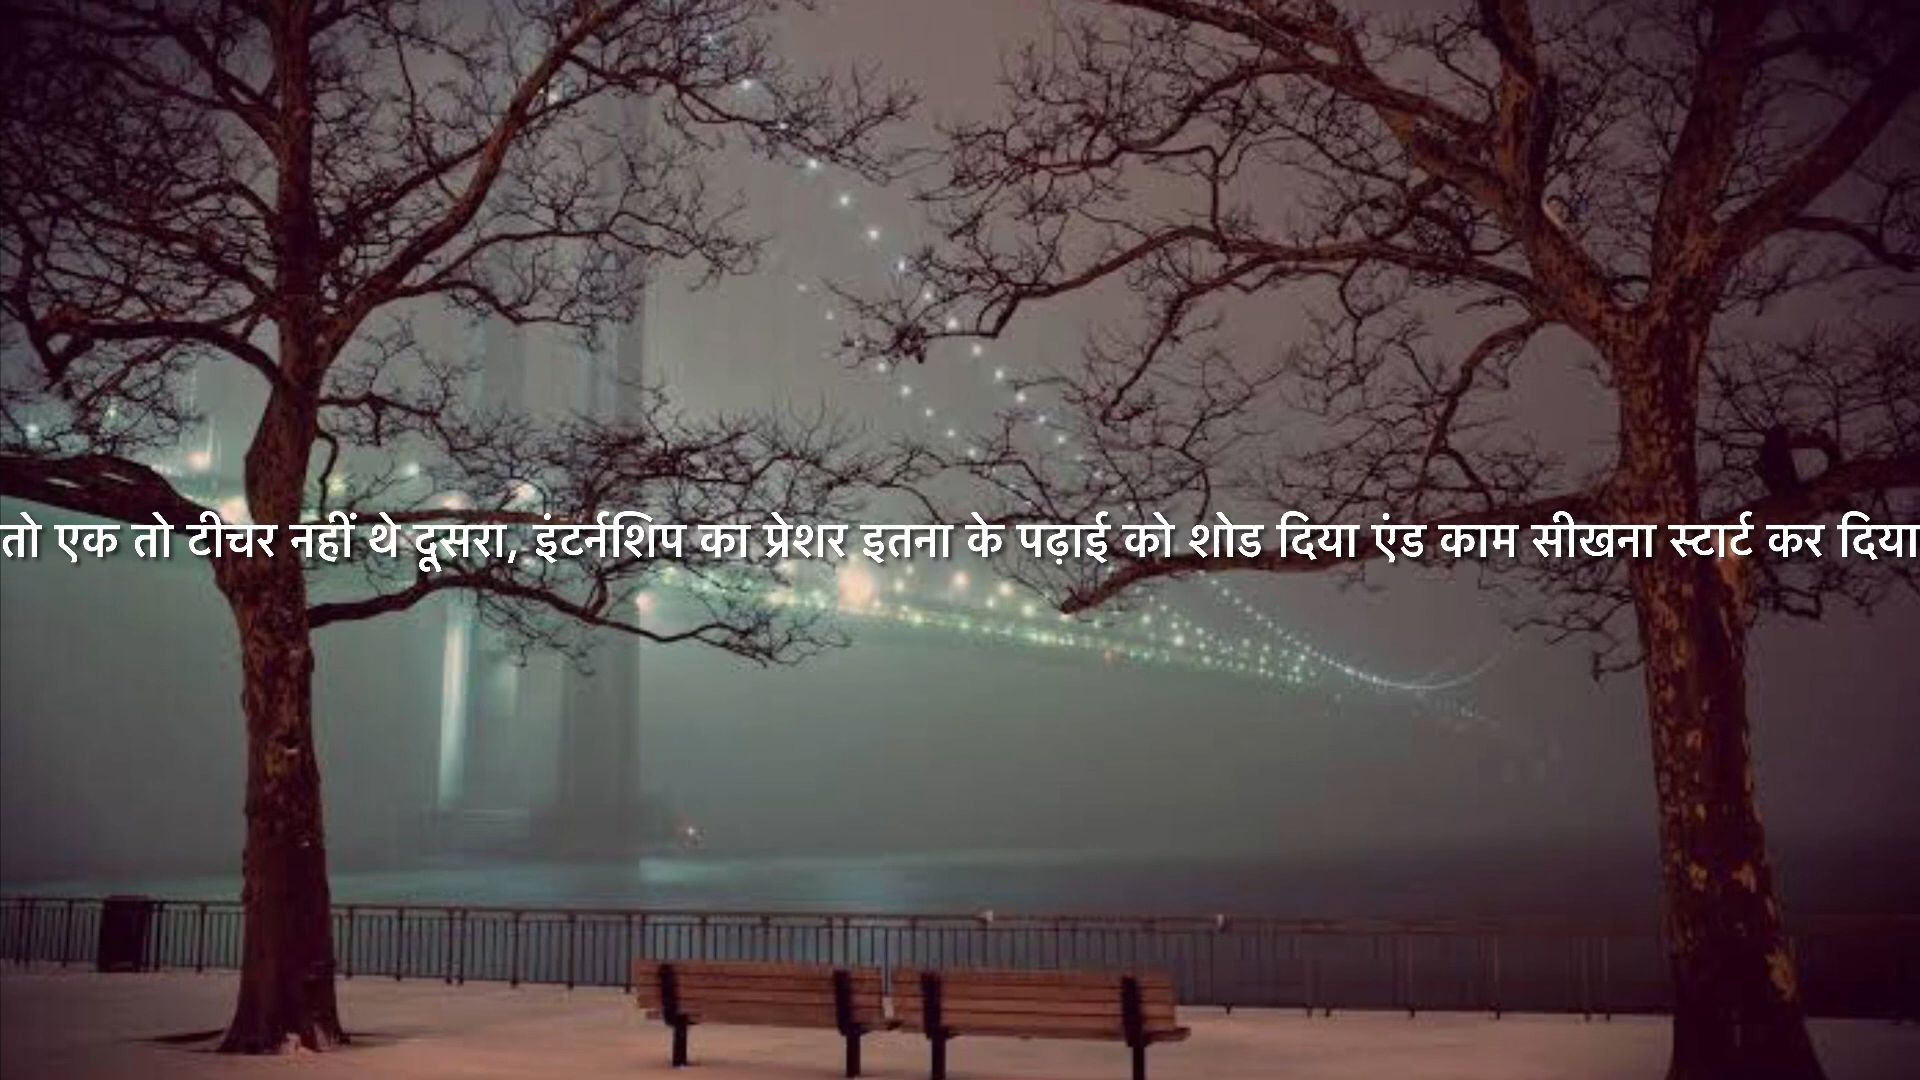 तो एक तो टीचर नहीं थे दूसरा, इंटर्नशिप का प्रेशर इतना के पढ़ाई को शोड दिया एंड काम सीखना स्टार्ट कर दिया